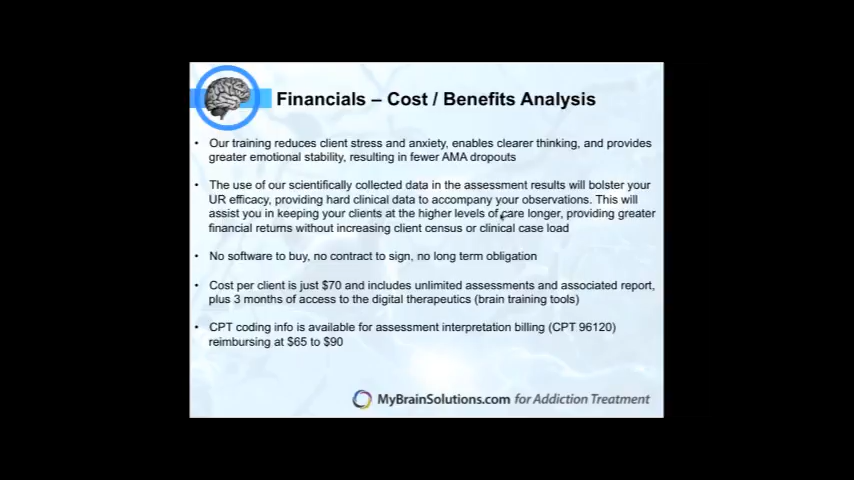 Financials – Cost / Benefits Analysis
• Our training reduces client stress and anxiety, enables clearer thinking, and provides
greater emotional stability, resulting in fewer AMA dropouts
• The use of our scientifically collected data in the assessment results will bolster your
UR efficacy, providing hard clinical data to accompany your observations. This will
assist you in keeping your clients at the higher levels of care longer, providing greater
financial returns without increasing client census or clinical case load
• No software to buy, no contract to sign, no long term obligation
• Cost per client is just $70 and includes unlimited assessments and associated report,
plus 3 months of access to the digital therapeutics (brain training tools)
• CPT coding info is available for assessment interpretation billing (CPT 96120)
reimbursing at $65 to $90
MyBrainSolutions.com for Addiction Treatment